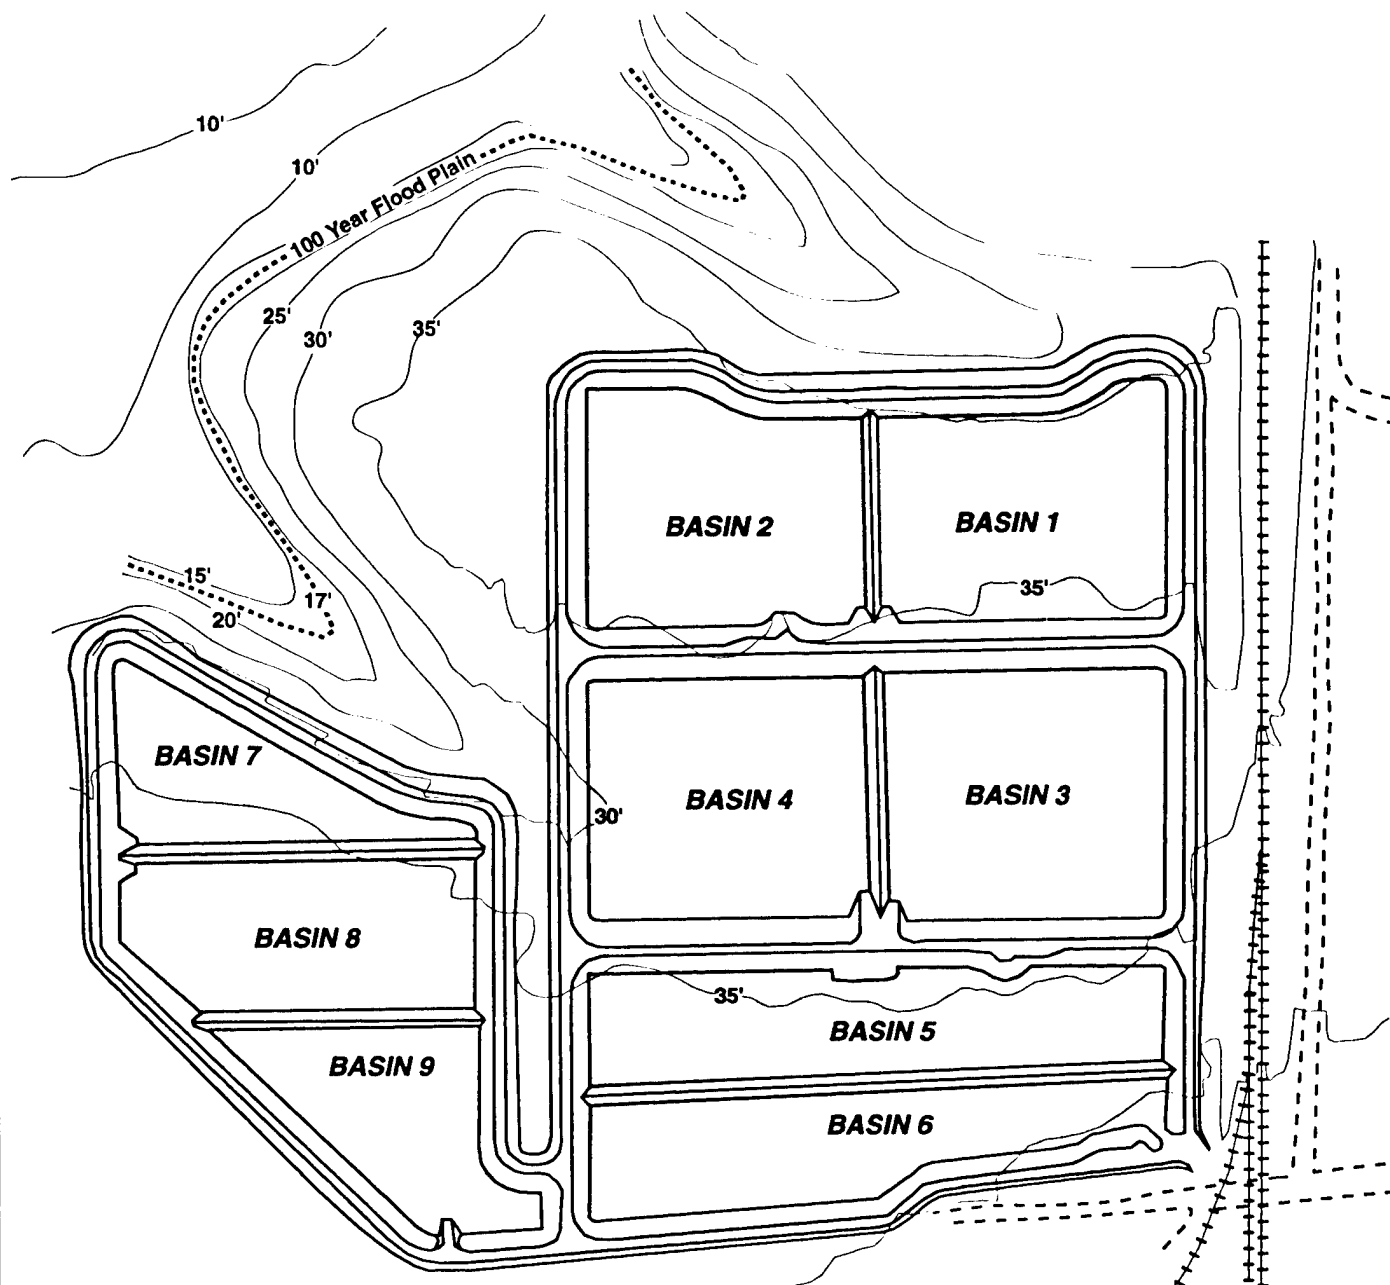 10'
10'
100 Year Flood Plain
25'
30'
35'
BASIN 2
BASIN 1
15'
17'
20'
35'
BASIN 7
BASIN 4
BASIN 3
30'
BASIN 8
35'
BASIN 5
BASIN 9
BASIN 6